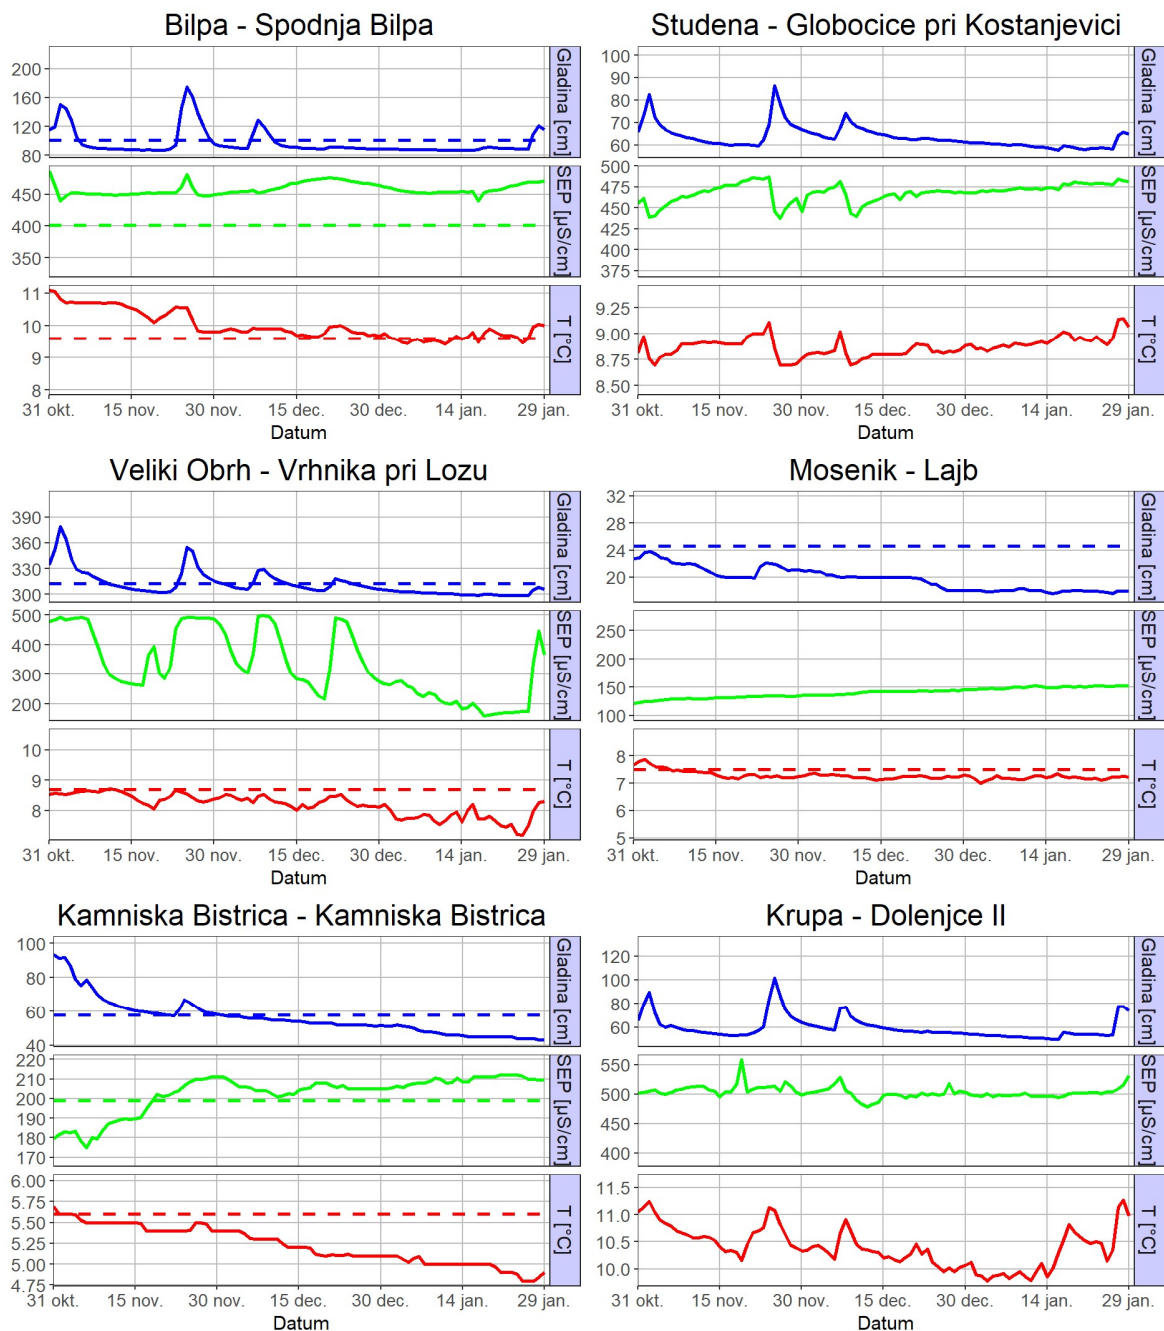 Bilpa - Spodnja Bilpa
200
160
120
80
Gladina [cm]
450
400
350
SEP [µS/cm]
11
10
9
8
T [°C]
31 okt.
15 nov.
30 nov.
15 dec.
30 dec.
14 jan.
29 jan.
Datum
Studena - Globocice pri Kostanjevici
100
90
80
70
60
Gladina [cm]
500
475
450
425
400
375
SEP [µS/cm]
9.25
9.00
8.75
8.50
T [°C]
31 okt.
15 nov.
30 nov.
15 dec.
30 dec.
14 jan.
29 jan.
Datum
Veliki Obrh - Vrhnika pri Lozu
390
360
330
300
Gladina [cm]
500
400
300
200
SEP [µS/cm]
10
9
8
T [°C]
31 okt.
15 nov.
30 nov.
15 dec.
30 dec.
14 jan.
29 jan.
Datum
Mosenik - Lajb
32
28
24
20
Gladina [cm]
250
200
150
100
SEP [µS/cm]
8
7
6
5
T [°C]
31 okt.
15 nov.
30 nov.
15 dec.
30 dec.
14 jan.
29 jan.
Datum
Kamniska Bistrica - Kamniska Bistrica
100
80
60
40
Gladina [cm]
220
210
200
190
180
170
SEP [µS/cm]
6.00
5.75
5.50
5.25
5.00
4.75
T [°C]
31 okt.
15 nov.
30 nov.
15 dec.
30 dec.
14 jan.
29 jan.
Datum
Krupa - Dolenjce II
120
100
80
60
Gladina [cm]
550
500
450
400
SEP [µS/cm]
11.5
11.0
10.5
10.0
T [°C]
31 okt.
15 nov.
30 nov.
15 dec.
30 dec.
14 jan.
29 jan.
Datum